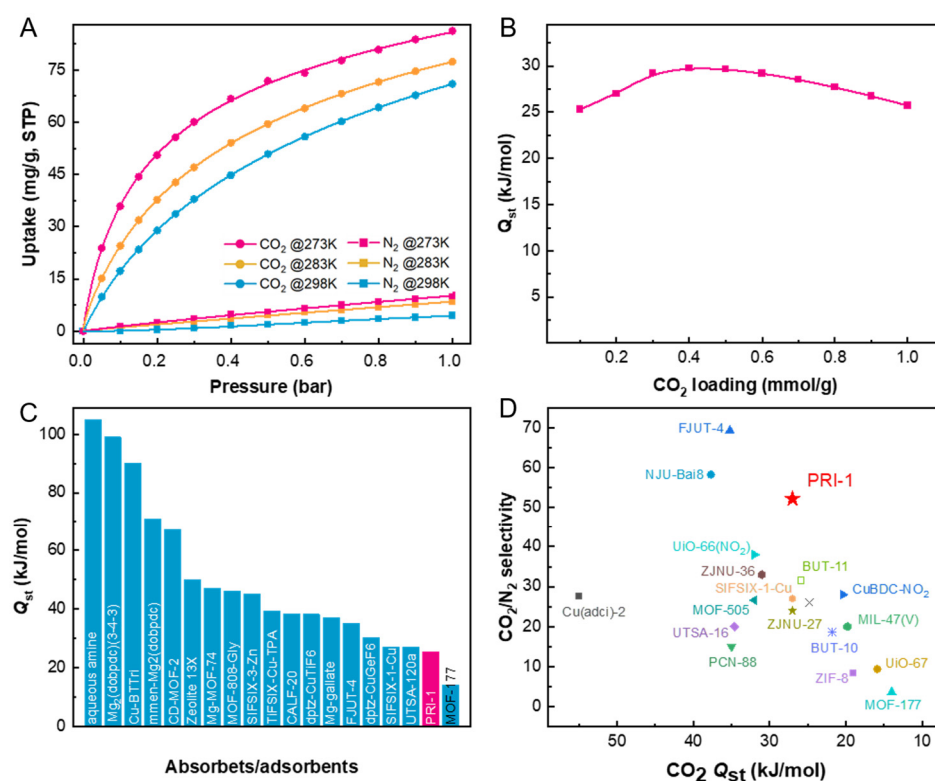 A
Uptake (mg/g, STP)
75
60
45
30
15
0
CO2 @273K
N2 @273K
CO2 @283K
N2 @283K
CO2 @298K
N2 @298K
0.0 0.2 0.4 0.6 0.8 1.0
Pressure (bar)
B
Qst (kJ/mol)
30
25
20
15
10
5
0.2 0.4 0.6 0.8 1.0
CO2 loading (mmol/g)
C
Qst (kJ/mol)
100
80
60
40
20
0
aqueous amine
Mg2(dobpdc)(3-4-3)
Cu-BTTri
mmen-Mg2(dobpdc)
CD-MOF-2
Zeolite 13X
Mg-MOF-74
MOF-808-Gly
SIFSIX-3-Zn
TIFSIX-Cu-TPA
CALF-20
dptz-CuTiF6
Mg-gallate
FJUT-4
dptz-CuGeF6
SIFSIX-1-Cu
UTSA-120a
PRI-1
MOF-177
Absorbets/adsorbents
D
CO2/N2 selectivity
70
60
50
40
30
20
10
0
FJUT-4
NJU-Bai8
PRI-1
UiO-66(NO2)
ZJNU-36
BUT-11
SIFSIX-1-Cu
CuBDC-NO2
Cu(adci)-2
MOF-505
ZJNU-27
MIL-47(V)
UTSA-16
BUT-10
PCN-88
UiO-67
ZIF-8
MOF-177
50 40 30 20 10
CO2 Qst (kJ/mol)